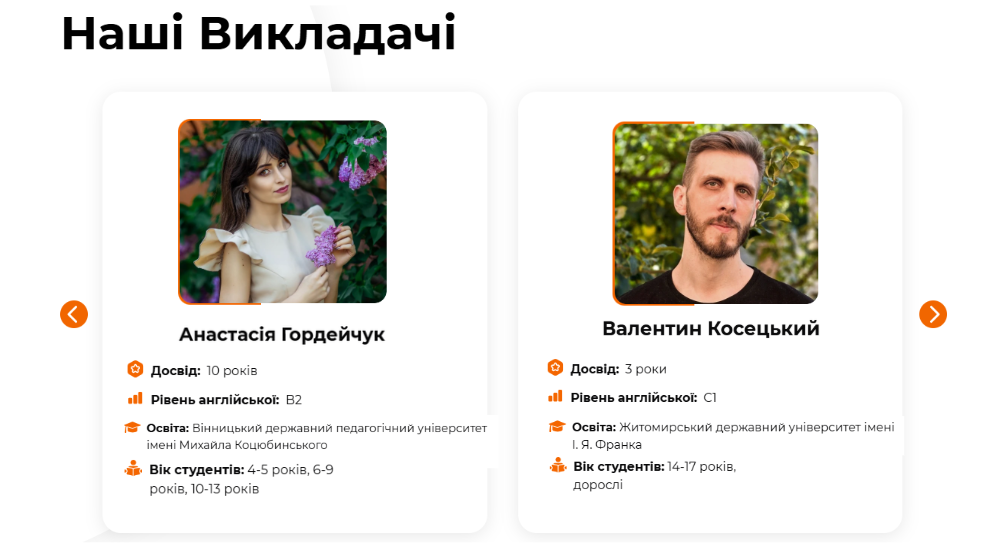 Наші Викладачі
Анастасія Гордейчук
Досвід: 10 років
Рівень англійської: B2
Освіта: Вінницький державний педагогічний університет
імені Михайла Коцюбинського
Вік студентів: 4-5 років, 6-9
років, 10-13 років
Валентин Косецький
Досвід: 3 роки
Рівень англійської: C1
Освіта: Житомирський державний університет імені
І. Я. Франка
Вік студентів: 14-17 років,
дорослі